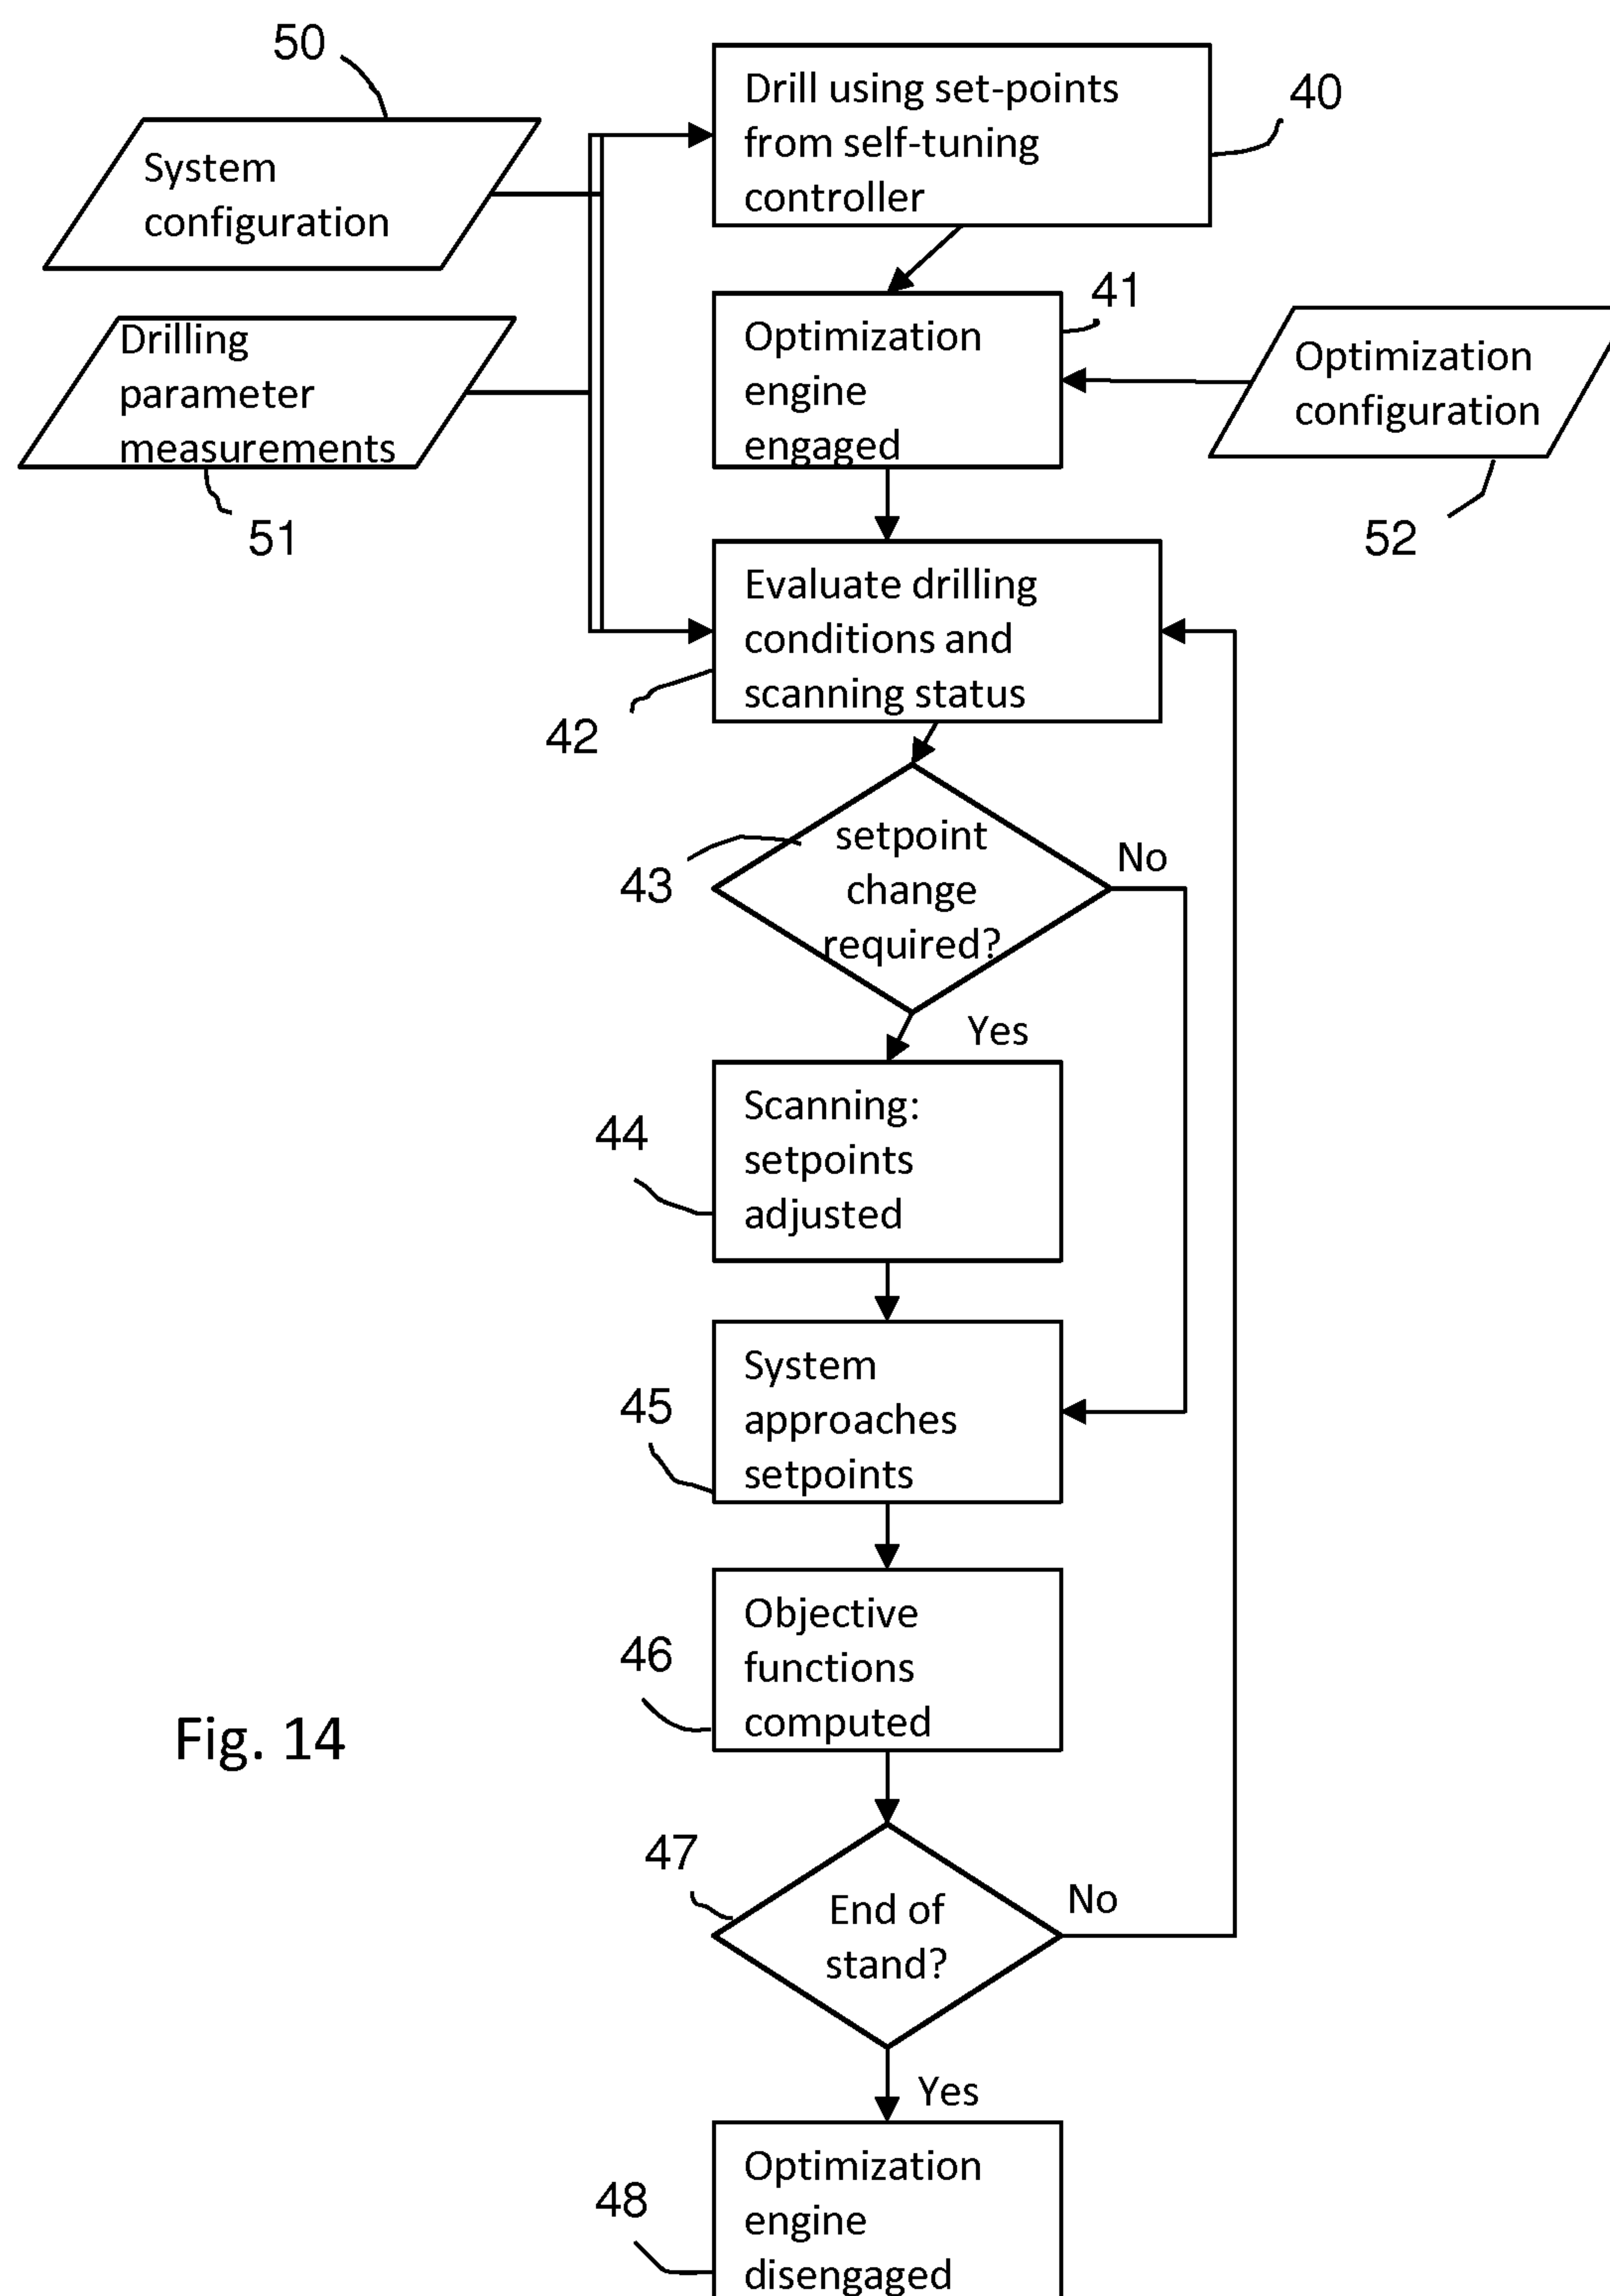 50
Drill using set-points
from self-tuning
controller
40
System
configuration
41
Optimization
engine
engaged
Drilling
parameter
measurements
Optimization
configuration
51
52
Evaluate drilling
conditions and
scanning status
42
setpoint
change
required?
43
No
Yes
Scanning:
setpoints
adjusted
44
System
approaches
setpoints
45
Objective
functions
computed
46
Fig. 14
47
End of
stand?
No
Yes
Optimization
engine
disengaged
48